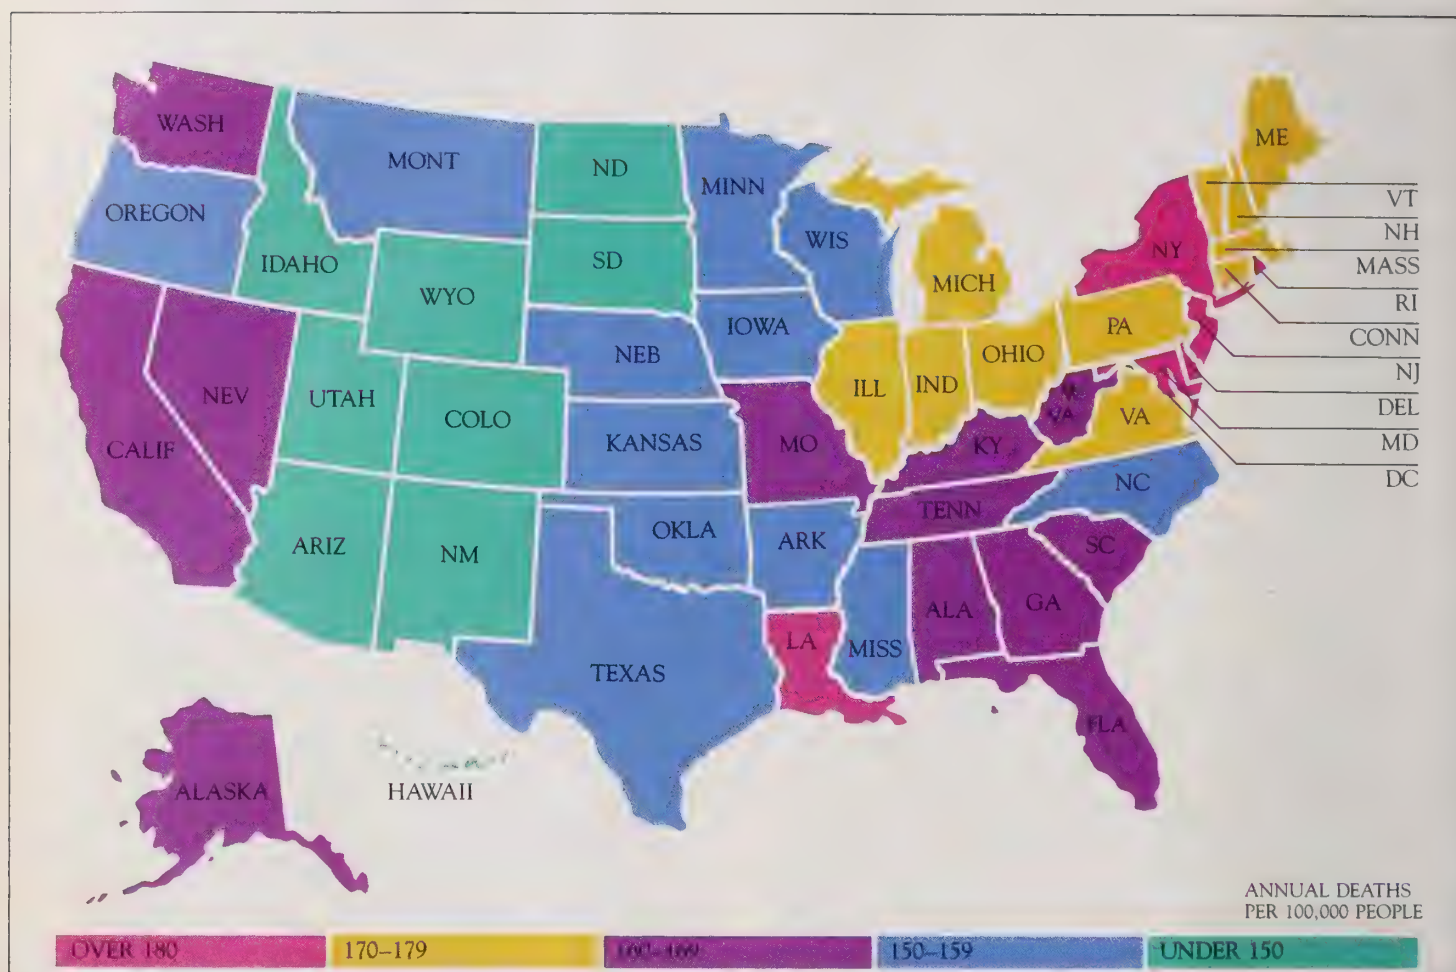 WASH
MONT
ND
MINN
ME
OREGON
IDAHO
WYO
SD
WIS
MICH
NY
VT
NH
MASS
RI
CONN
NJ
DEL
MD
DC
CALIF
NEV
UTAH
COLO
NEB
IOWA
ILL
IND
OHIO
PA
W
VA
VA
KANSAS
MO
KY
NC
ARIZ
NM
OKLA
ARK
TENN
SC
TEXAS
LA
MISS
ALA
GA
FLA
ALASKA
HAWAII
ANNUAL DEATHS
PER 100,000 PEOPLE
OVER 180
170–179
160–169
150–159
UNDER 150